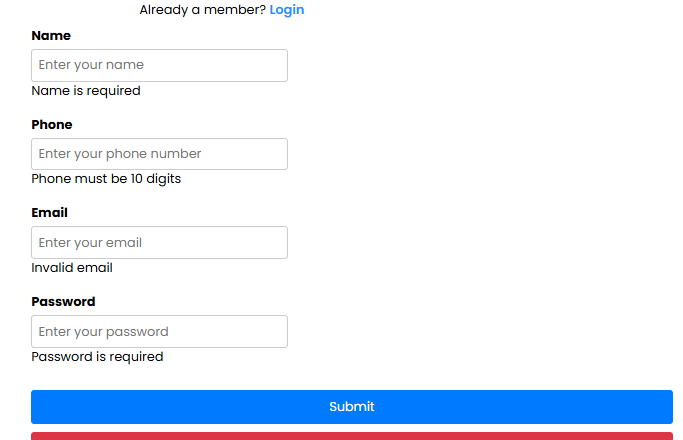 Already a member? Login
Name
Enter your name
Name is required
Phone
Enter your phone number
Phone must be 10 digits
Email
Enter your email
Invalid email
Password
Enter your password
Password is required
Submit